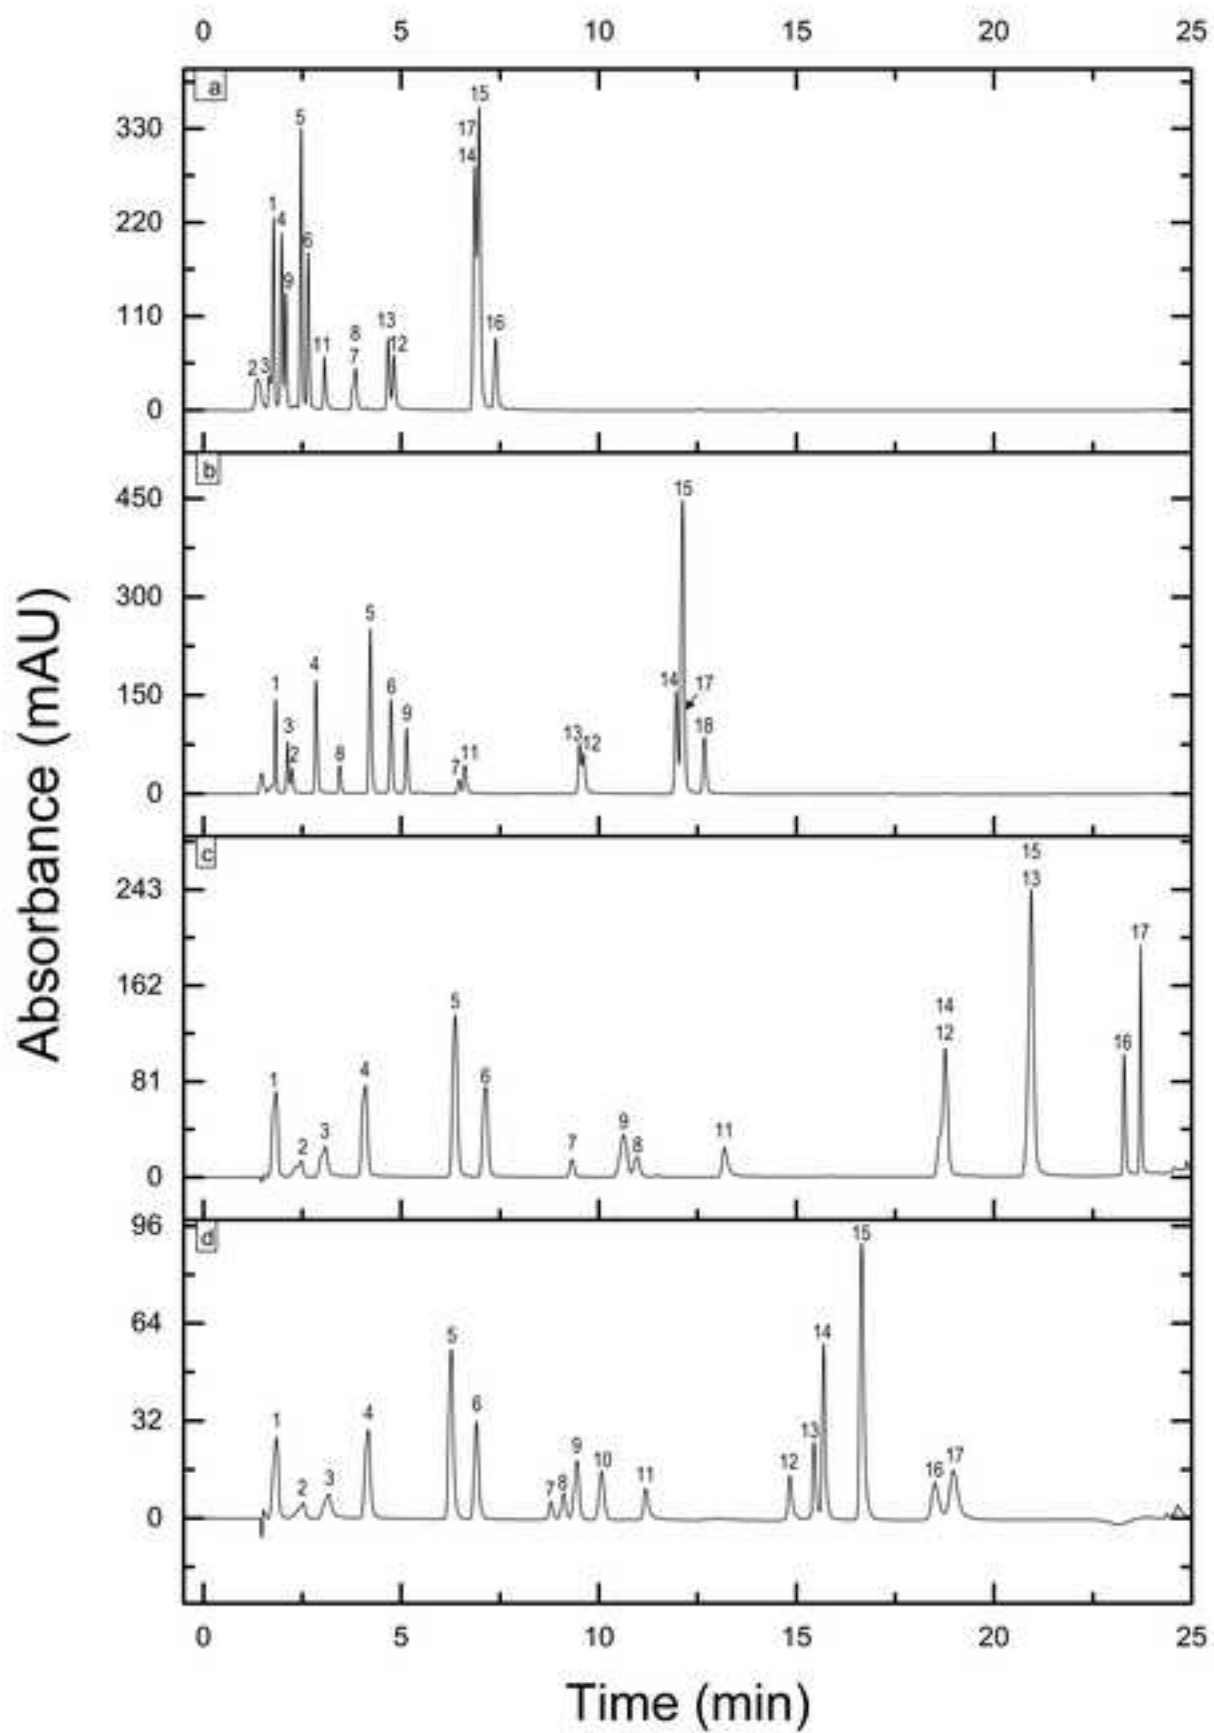 0 5 10 15 20 25
a
15
5 330 17
14
1 220 4
6
9
110 13 8 16
11 7 12
2 3
0
b
450 15
300 5
1 150 4 6 14 17
9 18
3 13 12
2 8 7 11
0
c
15
243 13
17
162 14
5 12 16
1 81 4 6
9
3 11
2 7 8
0
96 d
15
64 5 14
6
1 32 4 13
9 10 12 16 17
3 7 8 11
2
0
0 5 10 15 20 25
Time (min)
Absorbance (mAU)